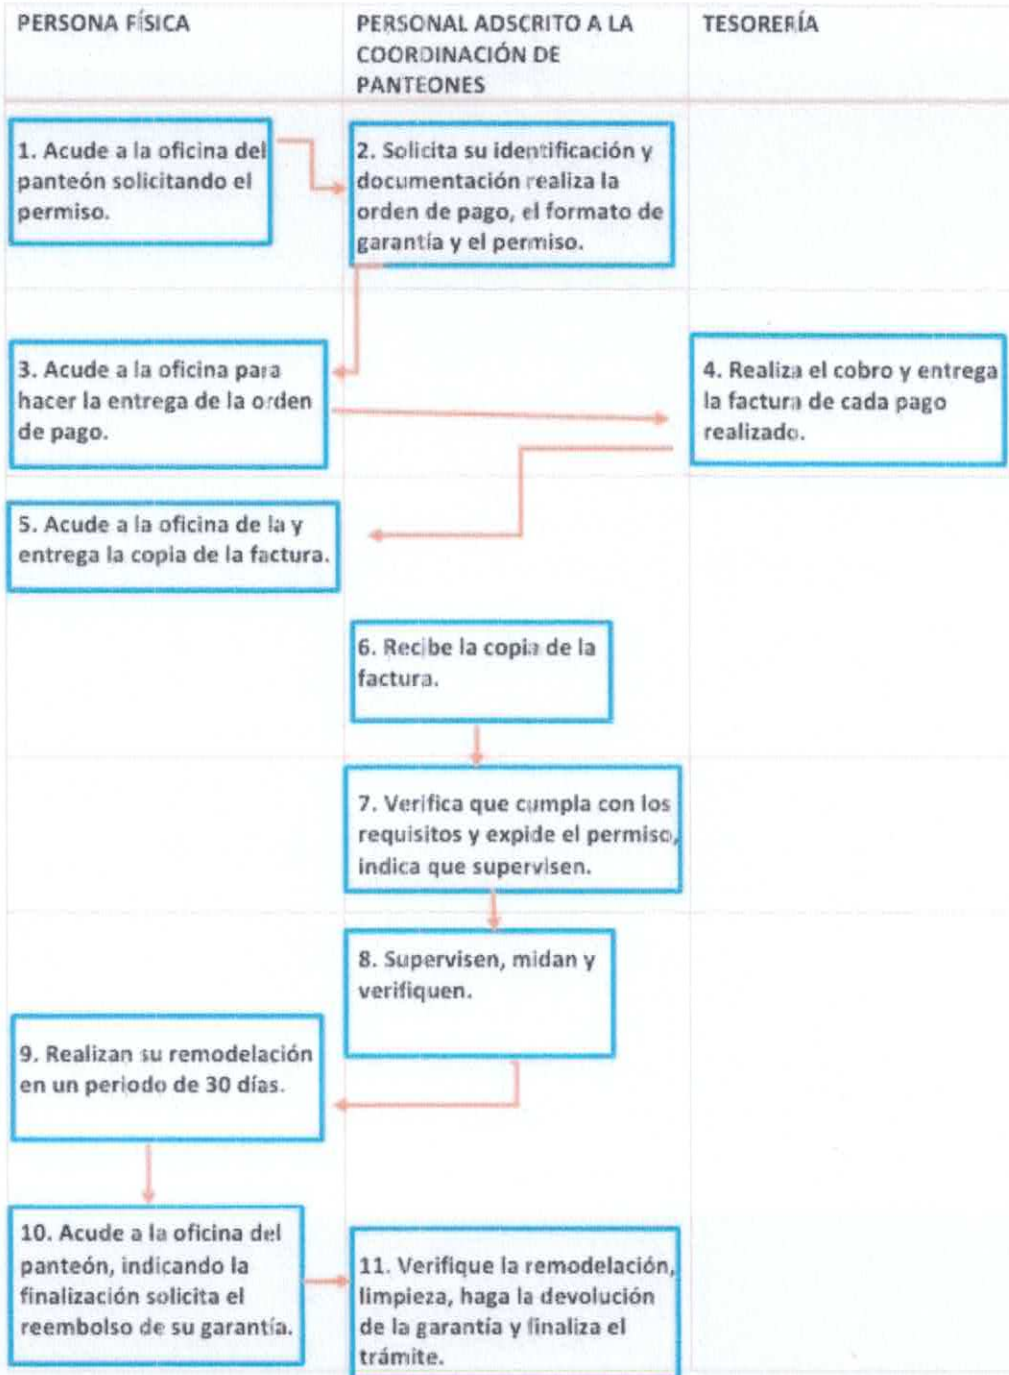 PERSONA FÍSICA
PERSONAL ADSCRITO A LA
COORDINACIÓN DE
PANTEONES
TESORERÍA
1. Acude a la oficina del
panteón solicitando el
permiso.
2. Solicita su identificación y
documentación realiza la
orden de pago, el formato de
garantía y el permiso.
3. Acude a la oficina para
hacer la entrega de la orden
de pago.
4. Realiza el cobro y entrega
la factura de cada pago
realizado.
5. Acude a la oficina de la y
entrega la copia de la factura.
6. Recibe la copia de la
factura.
7. Verifica que cumpla con los
requisitos y expide el permiso,
indica que supervisen.
8. Supervisen, midan y
verifiquen.
9. Realizan su remodelación
en un periodo de 30 días.
10. Acude a la oficina del
panteón, indicando la
finalización solicita el
reembolso de su garantía.
11. Verifique la remodelación,
limpieza, haga la devolución
de la garantía y finaliza el
trámite.